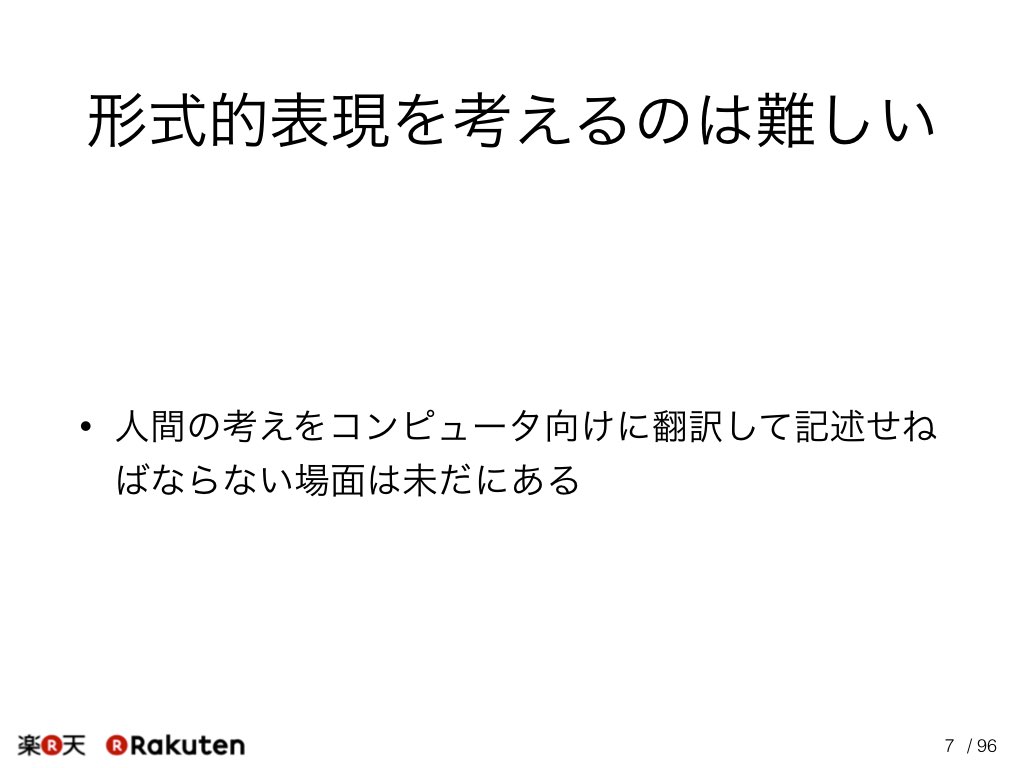 形式的表現を考えるのは難しい
• 人間の考えをコンピュータ向けに翻訳して記述せね
ばならない場面は未だにある
楽R天 R Rakuten 7 / 96